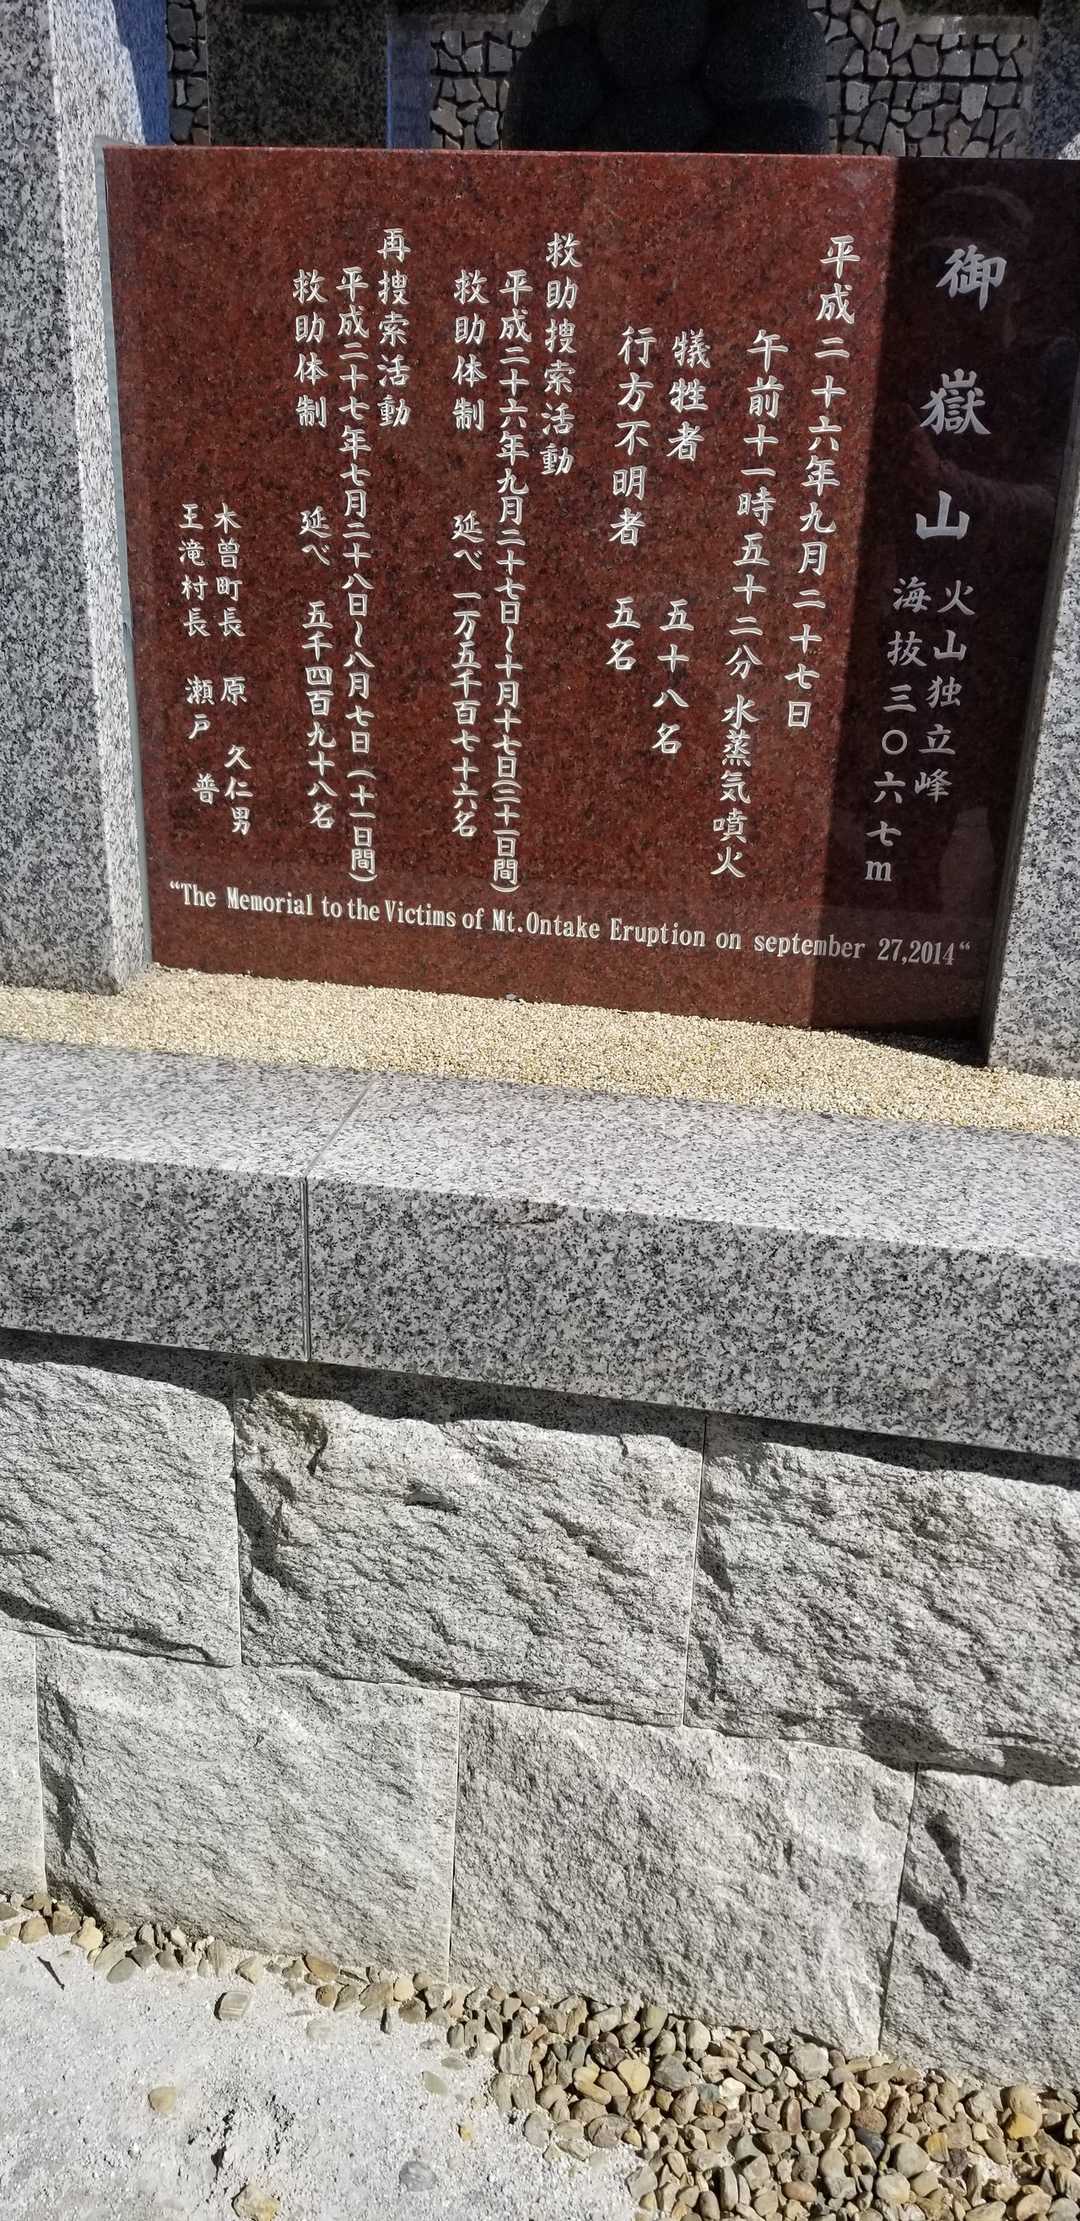 御嶽山
火山独立峰
海抜三〇六七m
平成二十六年九月二十七日
午前十一時五十二分 水蒸気噴火
犠牲者 五十八名
行方不明者 五名
救助捜索活動
平成二十六年九月二十七日~十月十七日(二十一日間)
救助体制 延べ 一万五千百七十六名
再捜索活動
平成二十七年七月二十八日~八月七日(十一日間)
救助体制 延べ 五千四百九十八名
木曽町長 原 久仁男
王滝村長 瀬戸 普
“The Memorial to the Victims of Mt.Ontake Eruption on september 27,2014“